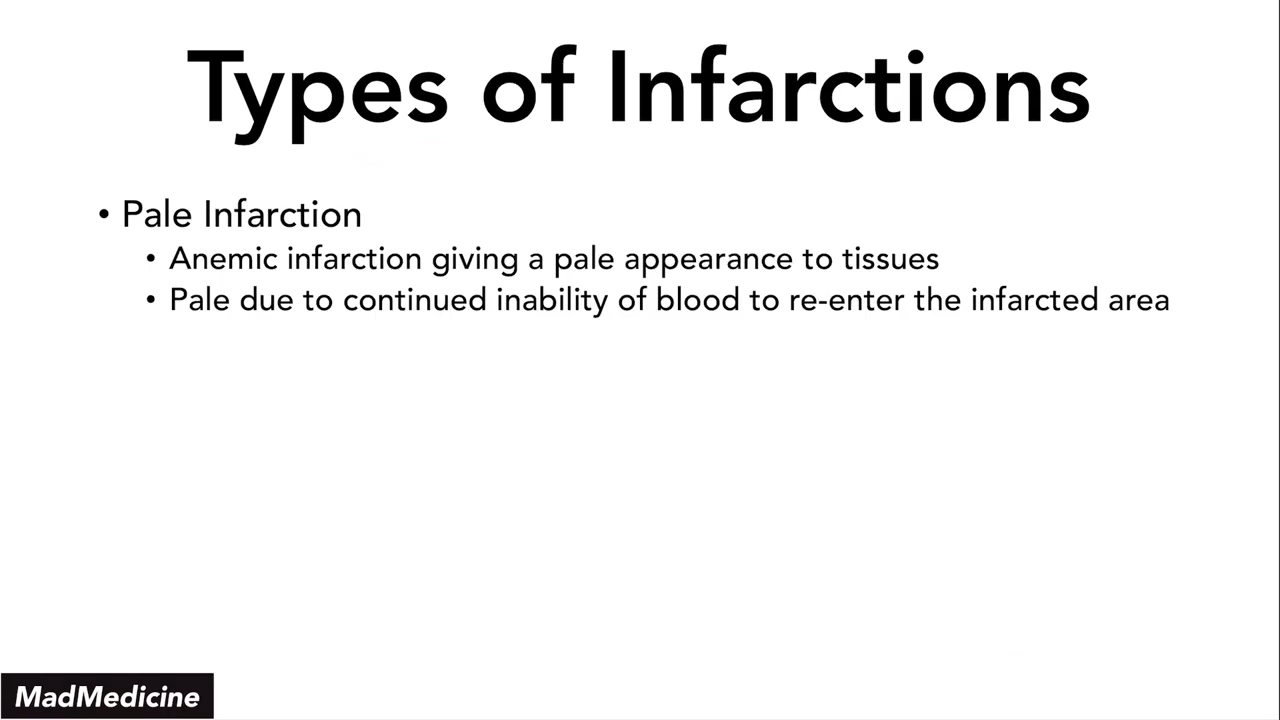 Types of Infarctions
• Pale Infarction
• Anemic infarction giving a pale appearance to tissues
• Pale due to continued inability of blood to re-enter the infarcted area
MadMedicine